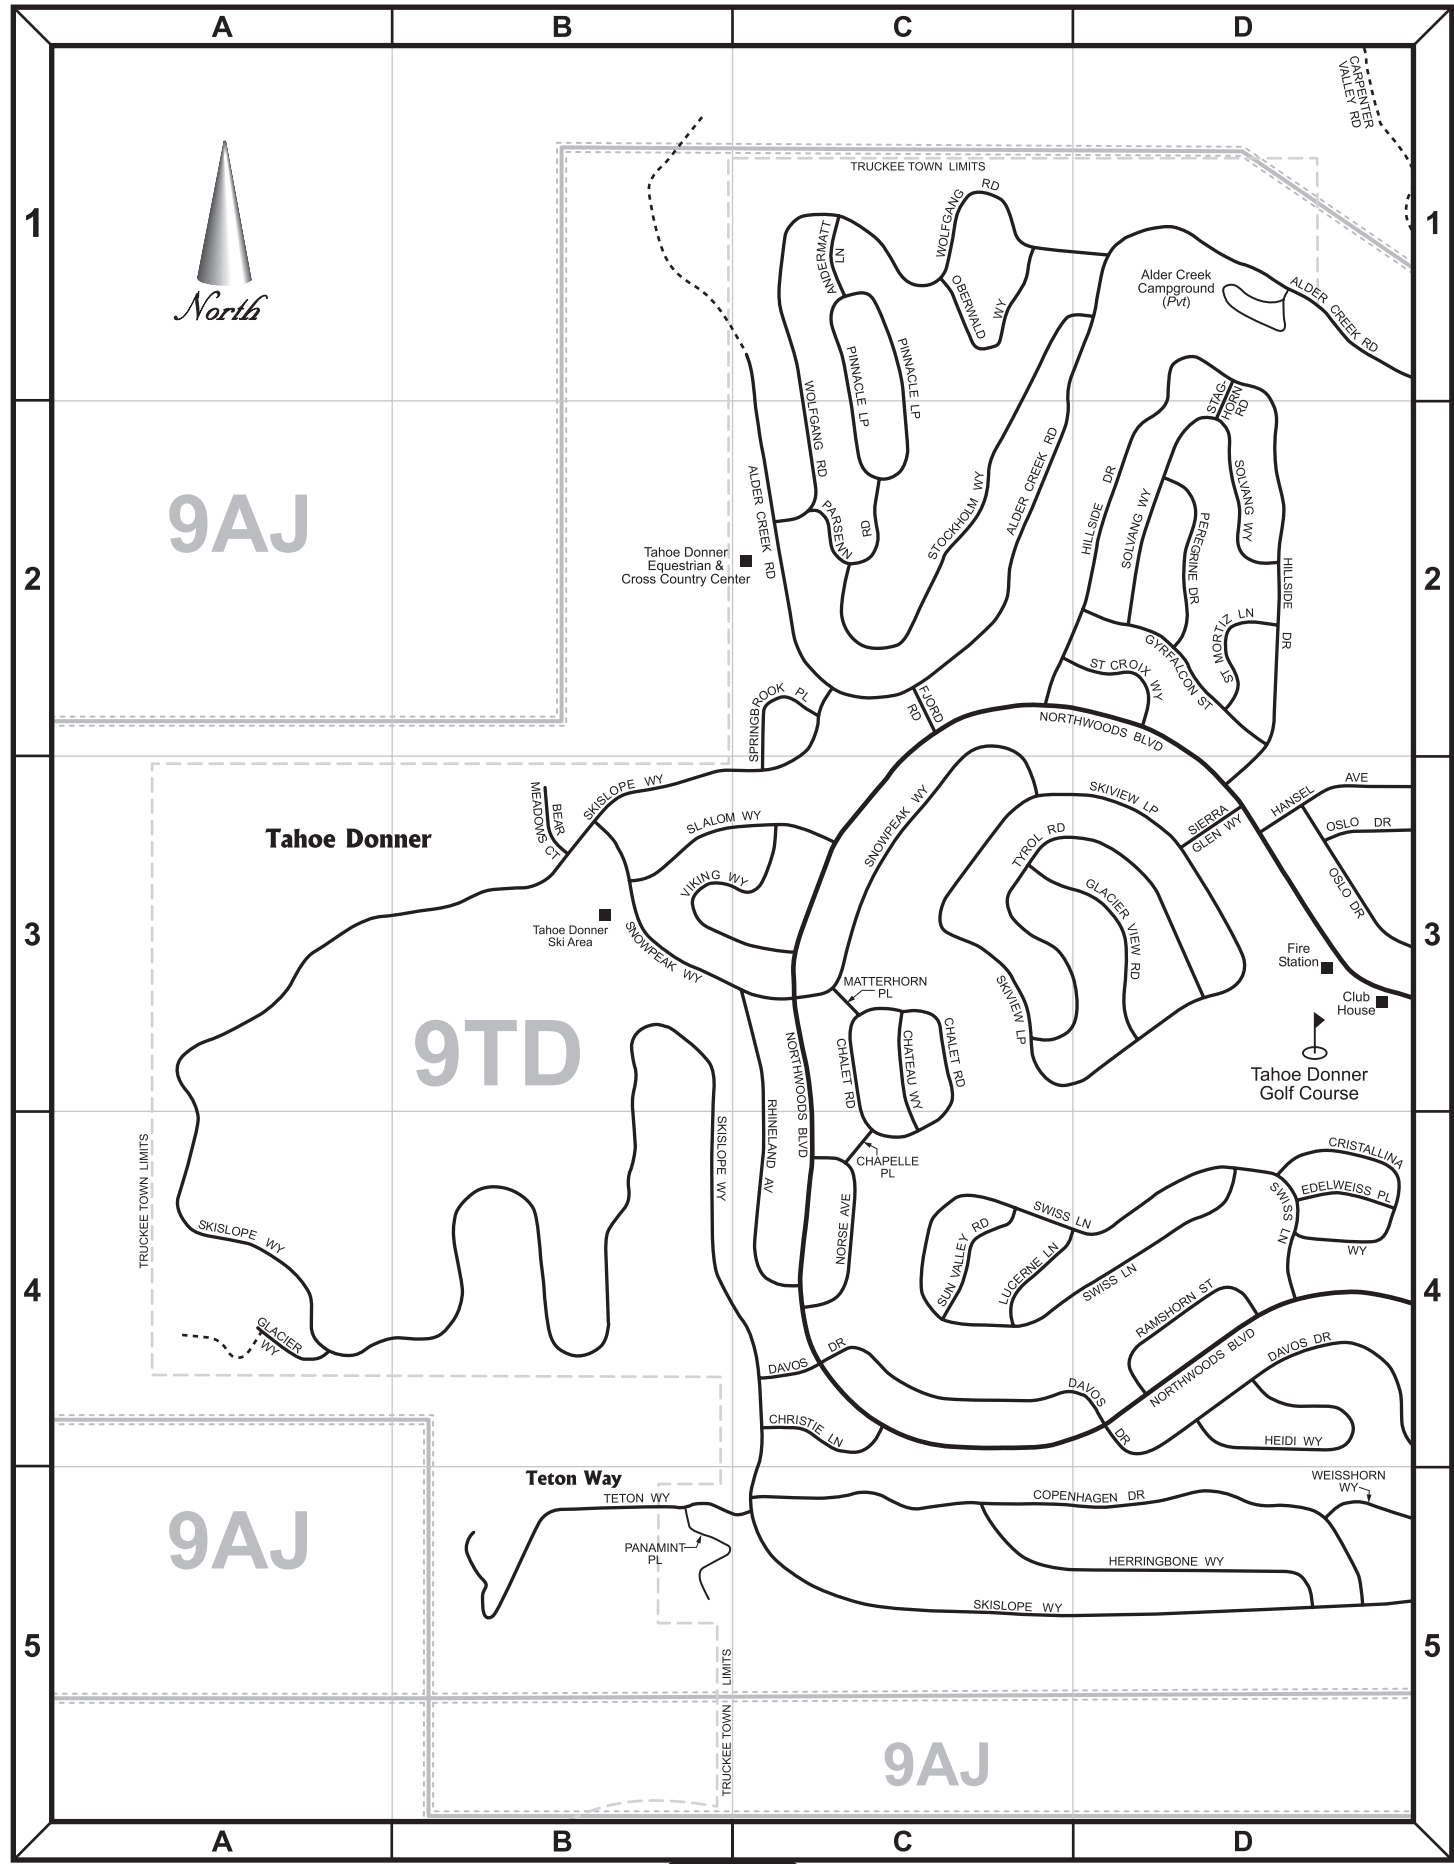 A
B
C
D
CARPENTER
VALLEY RD
TRUCKEE TOWN LIMITS
1
1
North
WOLFGANG
RD
ANDERMATT
LN
OBERWALD
WY
Alder Creek
Campground
(Pvt)
ALDER CREEK RD
PINNACLE LP
PINNACLE LP
WOLFGANG RD
STAG-
HORN
RD
9AJ
ALDER CREEK RD
PARSENN
RD
STOCKHOLM WY
ALDER CREEK RD
HILLSIDE DR
SOLVANG WY
SOLVANG WY
PEREGRINE DR
2
2
Tahoe Donner
Equestrian &
Cross Country Center
HILLSIDE DR
ST MORTIZ LN
GYRFALCON ST
ST CROIX WY
SPRINGBROOK PL
FJORD
RD
NORTHWOODS BLVD
BEAR
MEADOWS CT
SKISLOPE WY
SLALOM WY
SNOWPEAK WY
SKIVIEW LP
SIERRA
GLEN WY
HANSEL
AVE
OSLO DR
OSLO DR
Tahoe Donner
TYROL RD
VIKING WY
GLACIER VIEW RD
3
3
Tahoe Donner
Ski Area
SNOWPEAK WY
Fire
Station
Club
House
MATTERHORN
PL
SKIVIEW LP
9TD
NORTHWOODS BLVD
CHALET RD
CHATEAU WY
CHALET RD
Tahoe Donner
Golf Course
TRUCKEE TOWN LIMITS
SKISLOPE WY
RHINELAND AV
CHAPELLE
PL
CRISTALLINA
EDELWEISS PL
WY
SWISS LN
SKISLOPE WY
NORSE AVE
SUN VALLEY RD
SWISS LN
LUCERNE LN
SWISS LN
4
4
GLACIER
WY
RAMSHORN ST
DAVOS DR
NORTHWOODS BLVD
DAVOS DR
DAVOS
DR
CHRISTIE LN
HEIDI WY
Teton Way
TETON WY
COPENHAGEN DR
WEISSHORN
WY
9AJ
PANAMINT
PL
HERRINGBONE WY
SKISLOPE WY
5
5
TRUCKEE TOWN LIMITS
9AJ
A
B
C
D